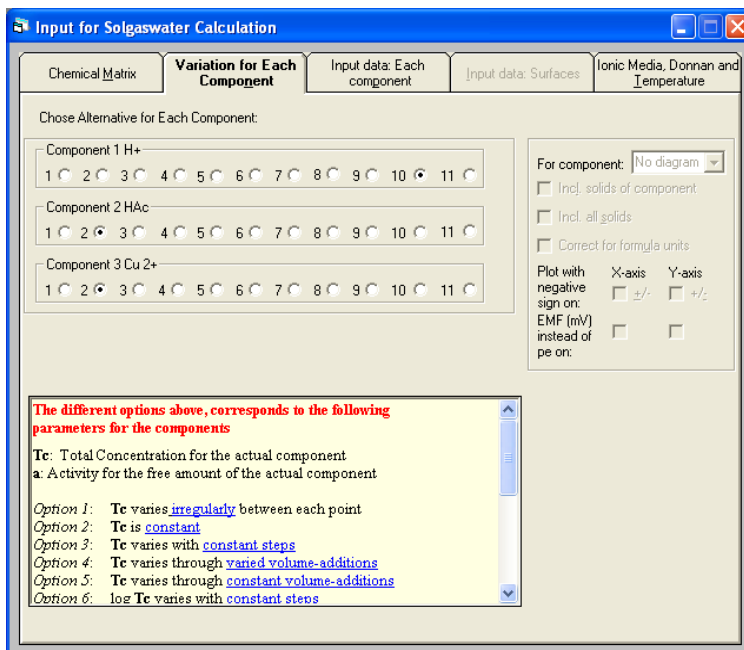 Input for Solgaswater Calculation
Chemical Matrix
Variation for Each Component
Input data: Each component
Input data: Surfaces
Ionic Media, Donnan and Temperature
Chose Alternative for Each Component:
Component 1 H+
1 2 3 4 5 6 7 8 9 10 11
Component 2 HAc
1 2 3 4 5 6 7 8 9 10 11
Component 3 Cu 2+
1 2 3 4 5 6 7 8 9 10 11
For component: No diagram
Incl. solids of component
Incl. all solids
Correct for formula units
Plot with negative sign on:
X-axis Y-axis
+/- +/-
EMF (mV) instead of pe on:
The different options above, corresponds to the following
parameters for the components
Tc: Total Concentration for the actual component
a: Activity for the free amount of the actual component
Option 1: Tc varies irregularly between each point
Option 2: Tc is constant
Option 3: Tc varies with constant steps
Option 4: Tc varies through varied volume-additions
Option 5: Tc varies through constant volume-additions
Option 6: log Tc varies with constant steps